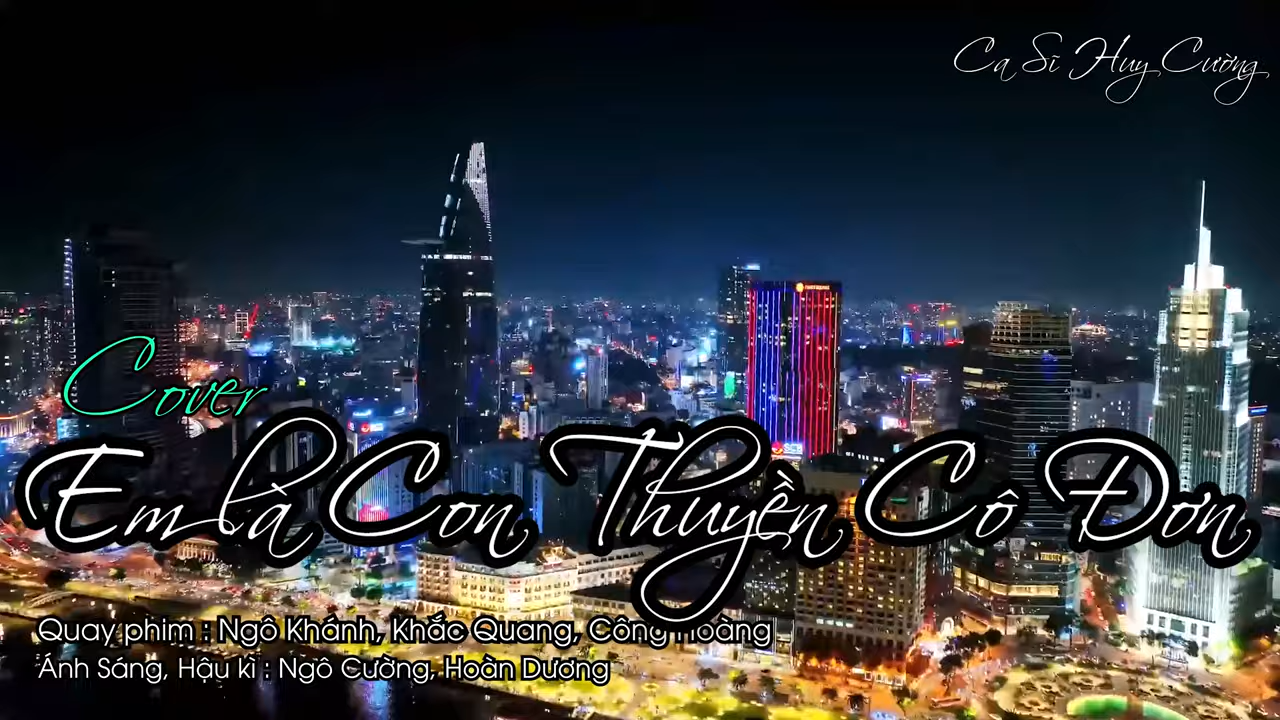 Ca Sĩ Huy Cường
Cover
Em là Con Thuyền Cô Đơn
Quay phim : Ngô Khánh, Khắc Quang, Công Hoàng
Ánh Sáng, Hậu kì : Ngô Cường, Hoàn Dương